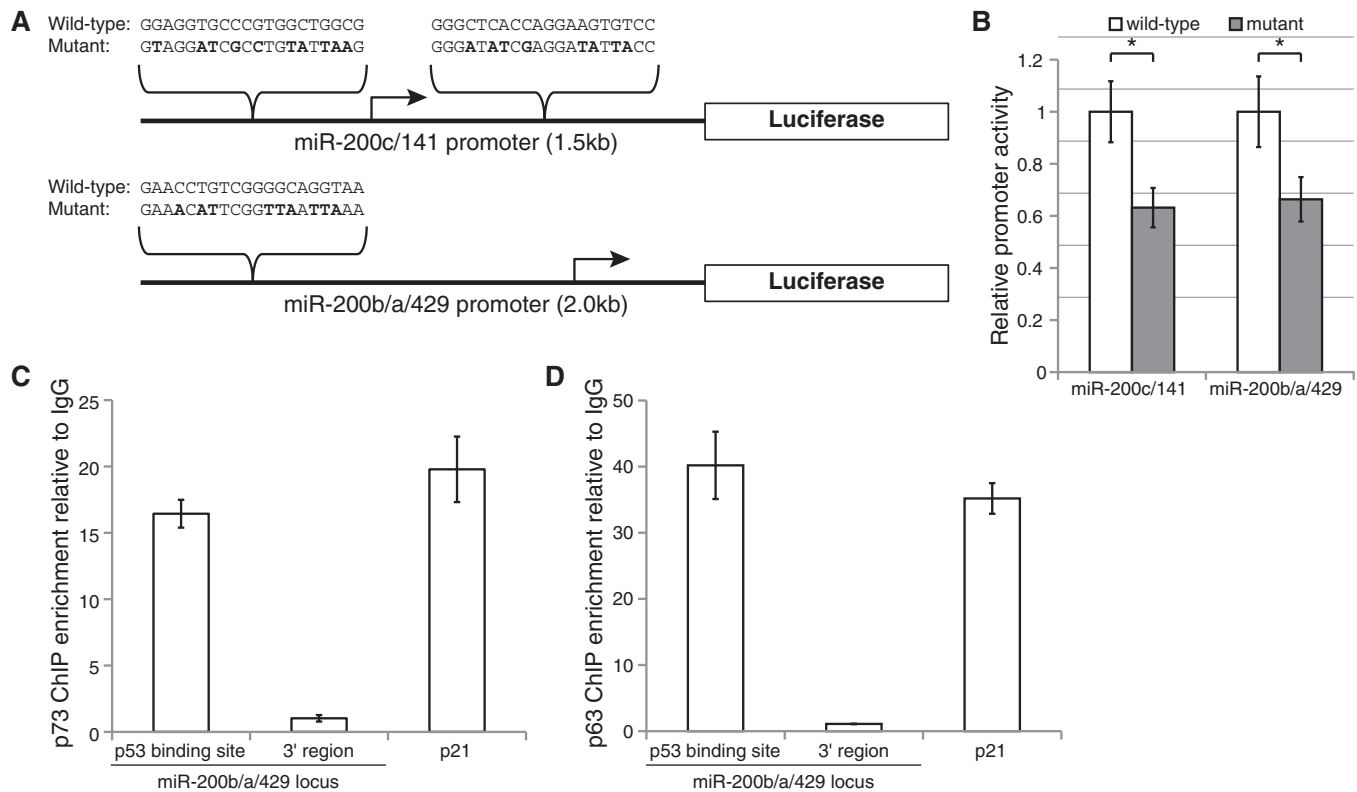 A
Wild-type: GGAGGTGCCCGTGGCTGGCG GGGCTCACCAGGAAGTGTCC
Mutant: GTAGGATCGCCTGTATTAAG GGGATATCGAGGATATTACC
Luciferase
miR-200c/141 promoter (1.5kb)
Wild-type: GAACCTGTCGGGGCAGGTAA
Mutant: GAAACATTCGGTTAATTAAA
Luciferase
miR-200b/a/429 promoter (2.0kb)
B
wild-type mutant
* *
Relative promoter activity
1.2
1
0.8
0.6
0.4
0.2
0
miR-200c/141 miR-200b/a/429
C
p73 ChIP enrichment relative to IgG
25
20
15
10
5
0
p53 binding site 3' region p21
miR-200b/a/429 locus
D
p63 ChIP enrichment relative to IgG
50
40
30
20
10
0
p53 binding site 3' region p21
miR-200b/a/429 locus